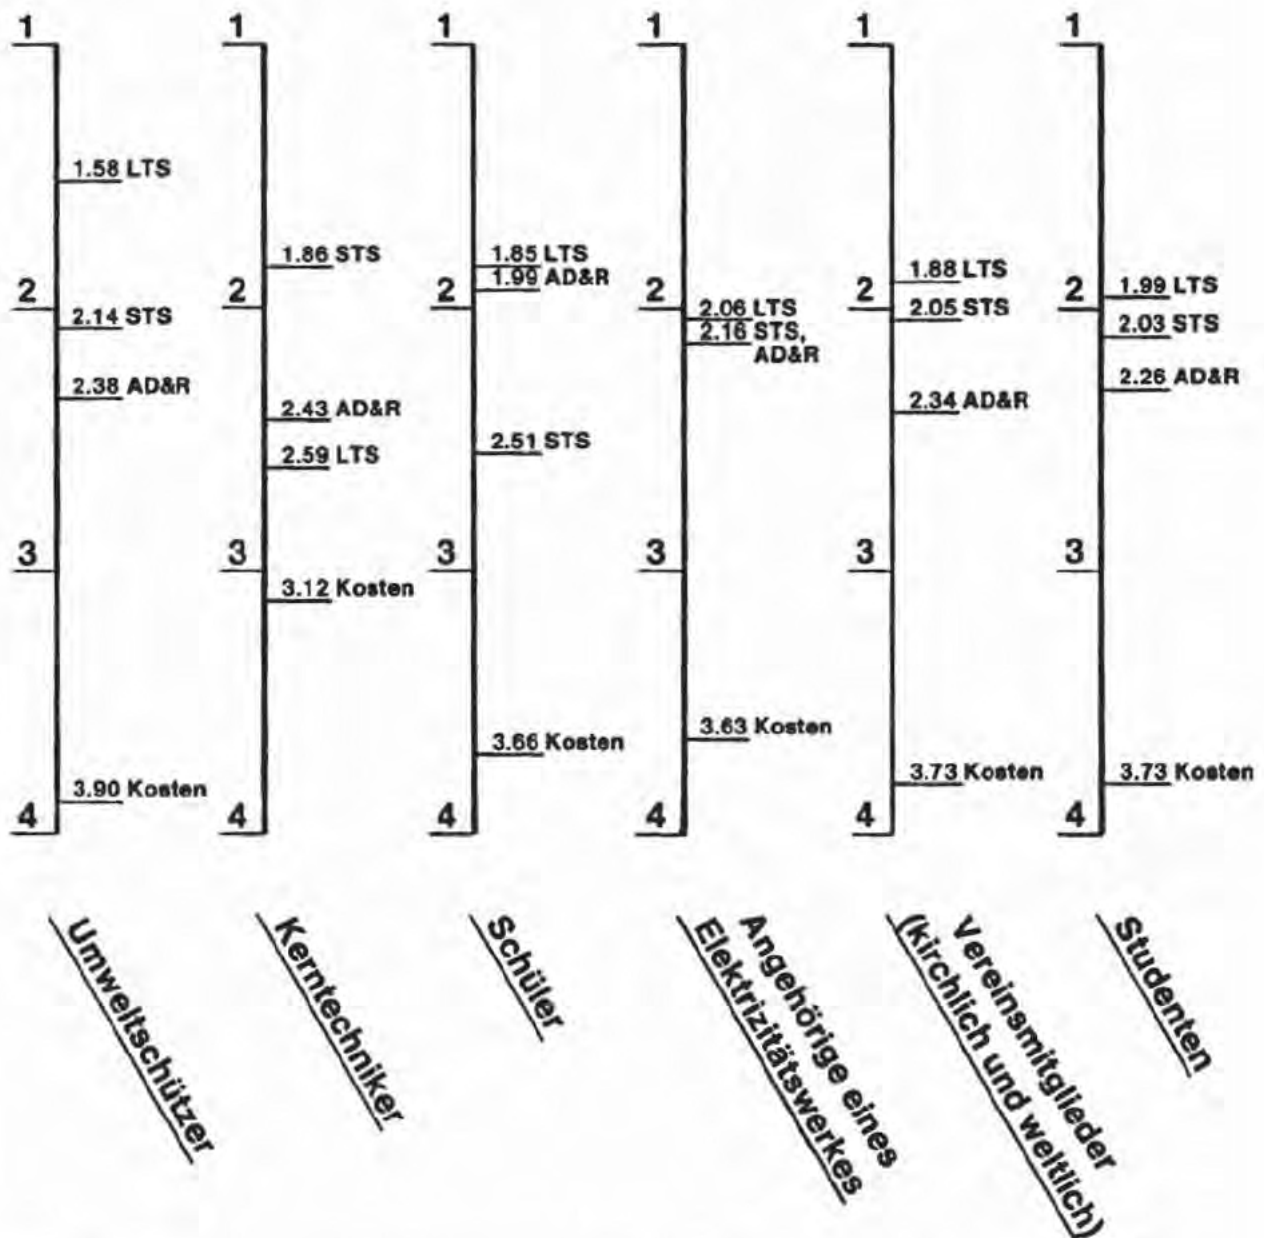 1
1.58 LTS
2
2.14 STS
2.38 AD&R
3
3.90 Kosten
4
Umweltschützer
1
1.86 STS
2
2.43 AD&R
2.59 LTS
3
3.12 Kosten
4
Kerntechniker
1
1.85 LTS
1.99 AD&R
2
2.51 STS
3
3.66 Kosten
4
Schüler
1
2
2.06 LTS
2.16 STS,
AD&R
3
3.63 Kosten
4
Angehörige eines
Elektrizitätswerkes
1
1.88 LTS
2
2.05 STS
2.34 AD&R
3
3.73 Kosten
4
Vereinsmitglieder
(kirchlich und weltlich)
1
1.99 LTS
2
2.03 STS
2.26 AD&R
3
3.73 Kosten
4
Studenten